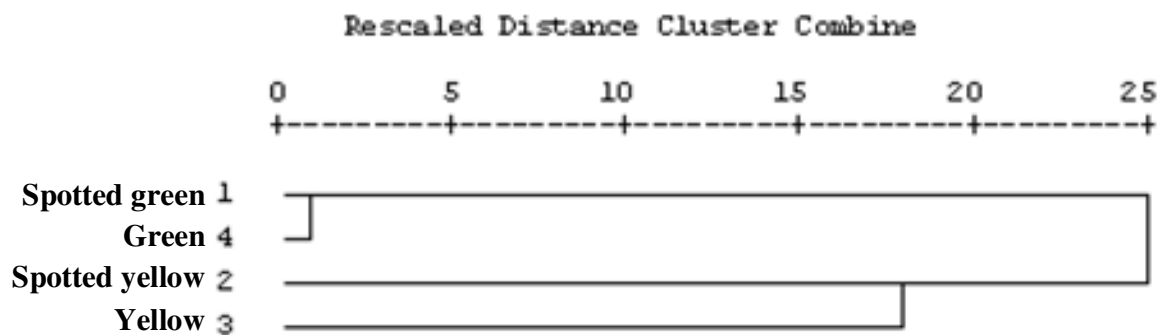 Rescaled Distance Cluster Combine
0 5 10 15 20 25
+---------+---------+---------+---------+---------+
Spotted green 1
Green 4
Spotted yellow 2
Yellow 3